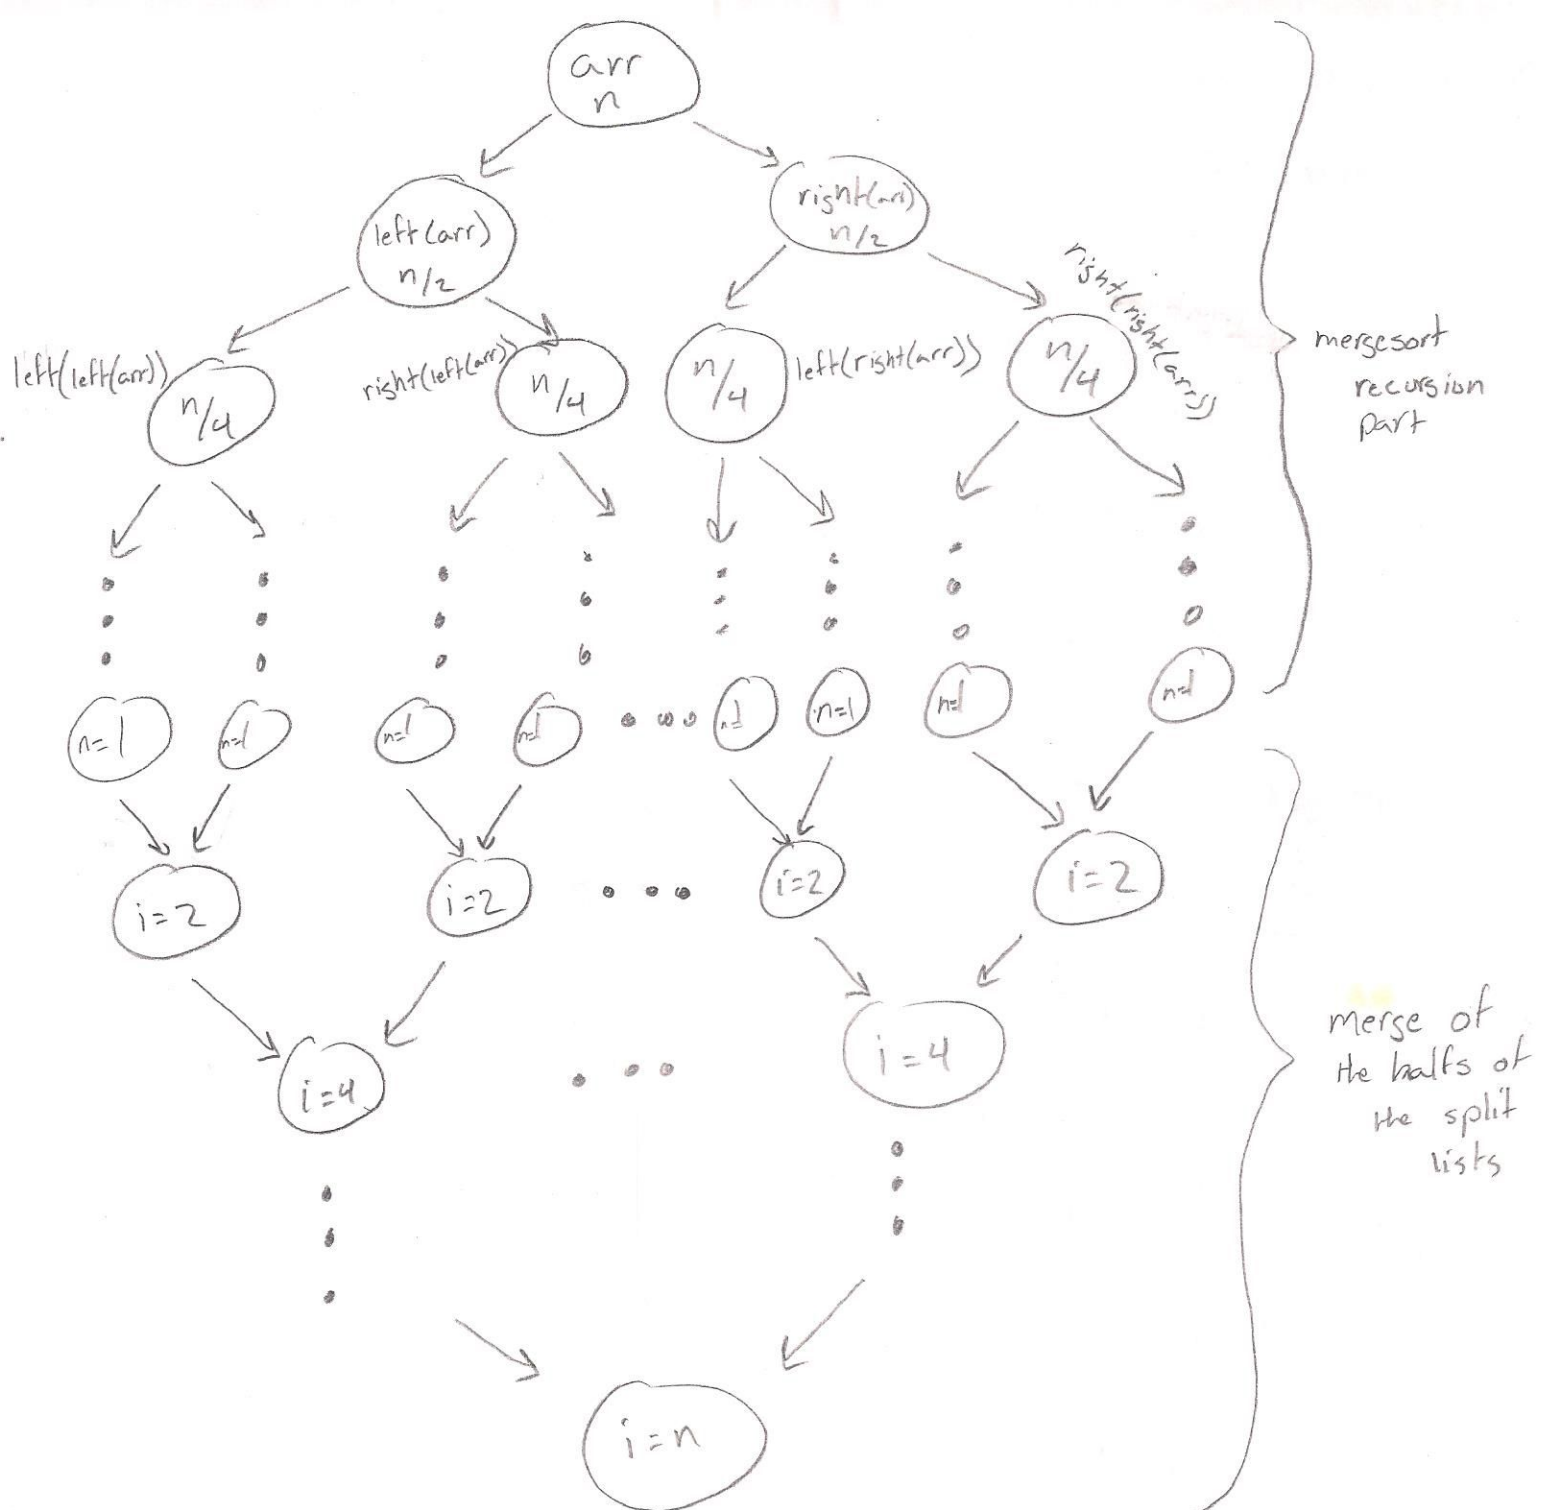 arr
n
left(arr)
n/2
right(arr)
n/2
left(left(arr))
n/4
right(left(arr))
n/4
n/4
left(right(arr))
n/4
right(right(arr))
mergesort
recursion
part
n=1
n=1
n=1
n=1
n=1
n=1
n=1
n=1
i=2
i=2
i=2
i=2
i=4
i=4
merge of
the halfs of
the split
lists
i=n